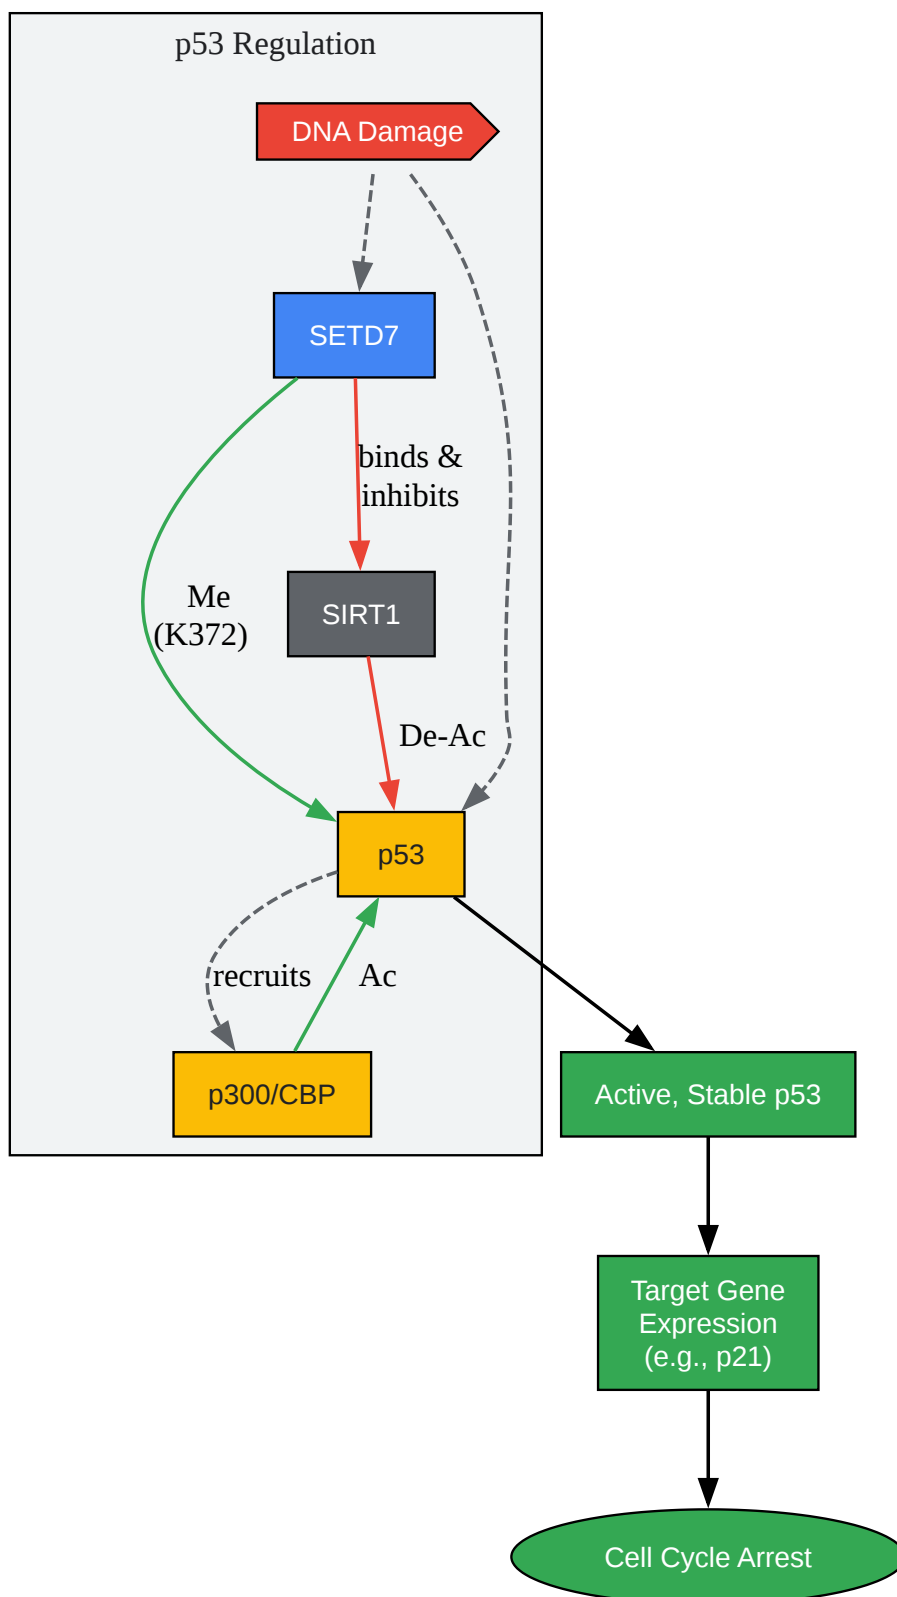 p53 Regulation
DNA Damage
SETD7
binds &
inhibits
Me
(K372)
SIRT1
De-Ac
p53
recruits
Ac
p300/CBP
Active, Stable p53
Target Gene
Expression
(e.g., p21)
Cell Cycle Arrest